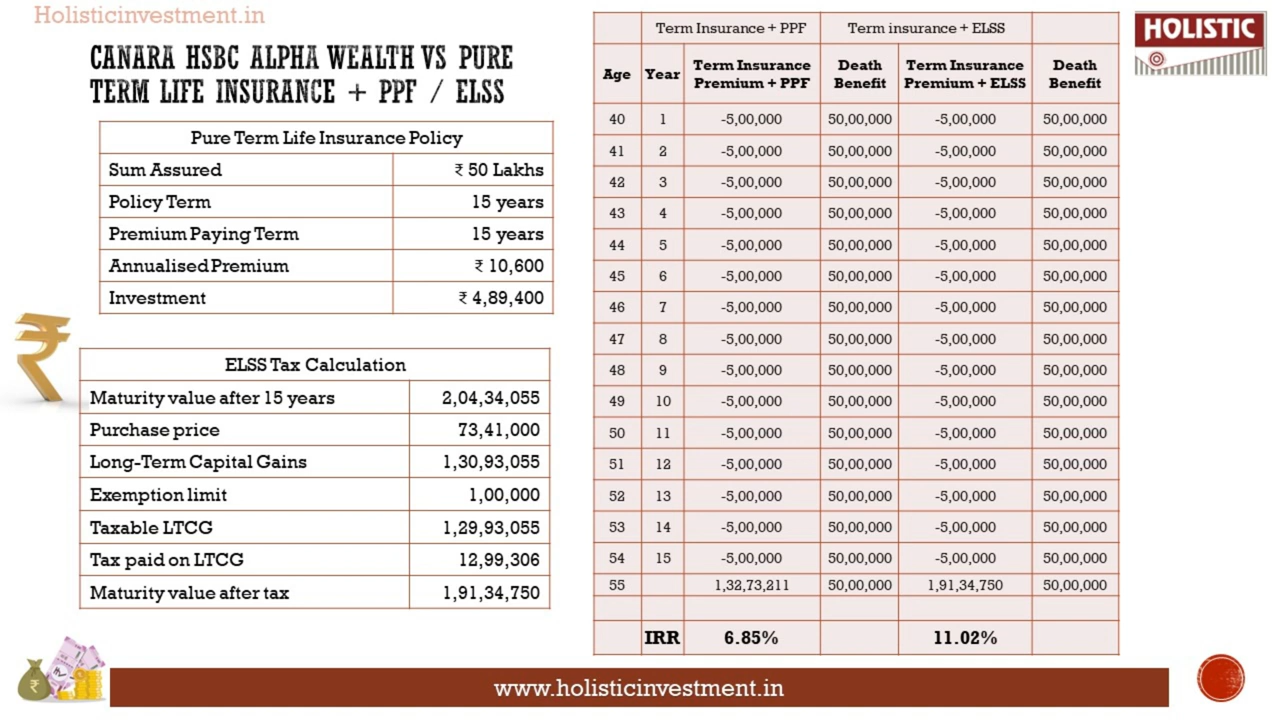 Holisticinvestment.in
CANARA HSBC ALPHA WEALTH VS PURE
TERM LIFE INSURANCE + PPF / ELSS
Pure Term Life Insurance Policy
Sum Assured ₹ 50 Lakhs
Policy Term 15 years
Premium Paying Term 15 years
Annualised Premium ₹ 10,600
Investment ₹ 4,89,400
ELSS Tax Calculation
Maturity value after 15 years 2,04,34,055
Purchase price 73,41,000
Long-Term Capital Gains 1,30,93,055
Exemption limit 1,00,000
Taxable LTCG 1,29,93,055
Tax paid on LTCG 12,99,306
Maturity value after tax 1,91,34,750
Term Insurance + PPF Term insurance + ELSS
Age Year Term Insurance Premium + PPF Death Benefit Term Insurance Premium + ELSS Death Benefit
40 1 -5,00,000 50,00,000 -5,00,000 50,00,000
41 2 -5,00,000 50,00,000 -5,00,000 50,00,000
42 3 -5,00,000 50,00,000 -5,00,000 50,00,000
43 4 -5,00,000 50,00,000 -5,00,000 50,00,000
44 5 -5,00,000 50,00,000 -5,00,000 50,00,000
45 6 -5,00,000 50,00,000 -5,00,000 50,00,000
46 7 -5,00,000 50,00,000 -5,00,000 50,00,000
47 8 -5,00,000 50,00,000 -5,00,000 50,00,000
48 9 -5,00,000 50,00,000 -5,00,000 50,00,000
49 10 -5,00,000 50,00,000 -5,00,000 50,00,000
50 11 -5,00,000 50,00,000 -5,00,000 50,00,000
51 12 -5,00,000 50,00,000 -5,00,000 50,00,000
52 13 -5,00,000 50,00,000 -5,00,000 50,00,000
53 14 -5,00,000 50,00,000 -5,00,000 50,00,000
54 15 -5,00,000 50,00,000 -5,00,000 50,00,000
55 1,32,73,211 50,00,000 1,91,34,750 50,00,000
IRR 6.85% 11.02%
HOLISTIC
www.holisticinvestment.in